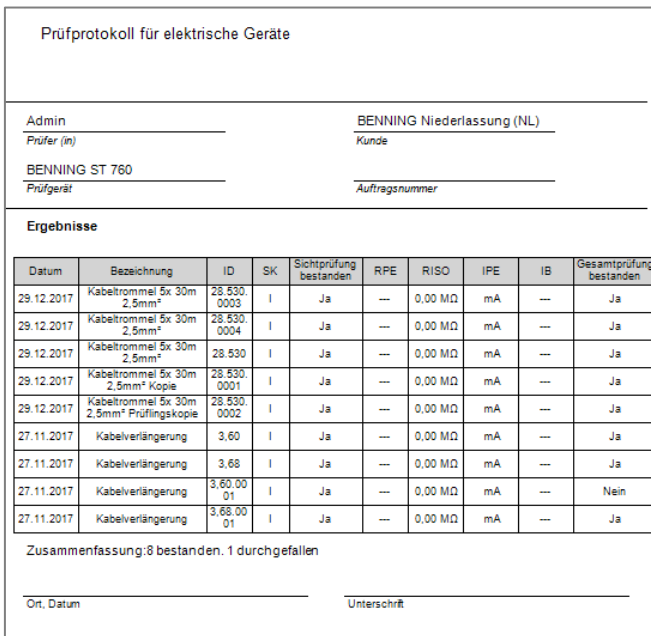 Prüfprotokoll für elektrische Geräte
Admin
BENNING Niederlassung (NL)
Prüfer (in)
Kunde
BENNING ST 760
Prüfgerät
Auftragsnummer
Ergebnisse
Datum Bezeichnung ID SK Sichtprüfung bestanden RPE RISO IPE IB Gesamtprüfung bestanden
29.12.2017 Kabeltrommel 5x 30m 2,5mm² 28.530.0003 I Ja --- 0,00 MΩ mA --- Ja
29.12.2017 Kabeltrommel 5x 30m 2,5mm² 28.530.0004 I Ja --- 0,00 MΩ mA --- Ja
29.12.2017 Kabeltrommel 5x 30m 2,5mm² 28.530 I Ja --- 0,00 MΩ mA --- Ja
29.12.2017 Kabeltrommel 5x 30m 2,5mm² Kopie 28.530.0001 I Ja --- 0,00 MΩ mA --- Ja
29.12.2017 Kabeltrommel 5x 30m 2,5mm² Prüflingskopie 28.530.0002 I Ja --- 0,00 MΩ mA --- Ja
27.11.2017 Kabelverlängerung 3,60 I Ja --- 0,00 MΩ mA --- Ja
27.11.2017 Kabelverlängerung 3,68 I Ja --- 0,00 MΩ mA --- Ja
27.11.2017 Kabelverlängerung 3,60.0001 I Ja --- 0,00 MΩ mA --- Nein
27.11.2017 Kabelverlängerung 3,68.0001 I Ja --- 0,00 MΩ mA --- Ja
Zusammenfassung:8 bestanden. 1 durchgefallen
Ort, Datum
Unterschrift